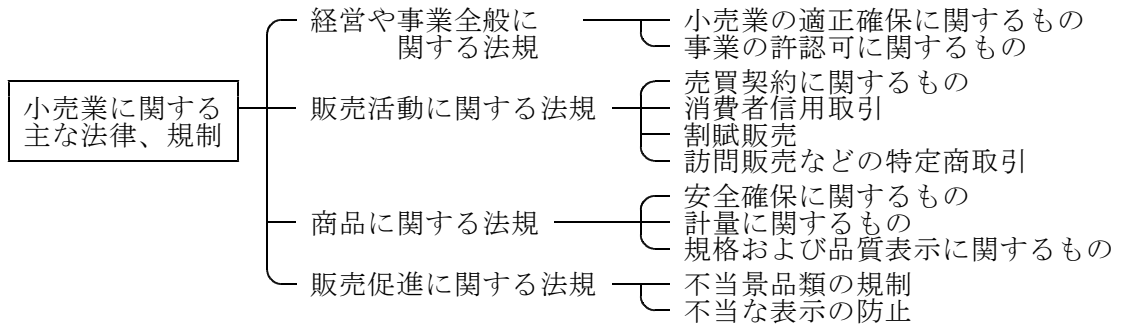 小売業に関する
主な法律、規制
経営や事業全般に
関する法規
小売業の適正確保に関するもの
事業の許認可に関するもの
販売活動に関する法規
売買契約に関するもの
消費者信用取引
割賦販売
訪問販売などの特定商取引
商品に関する法規
安全確保に関するもの
計量に関するもの
規格および品質表示に関するもの
販売促進に関する法規
不当景品類の規制
不当な表示の防止